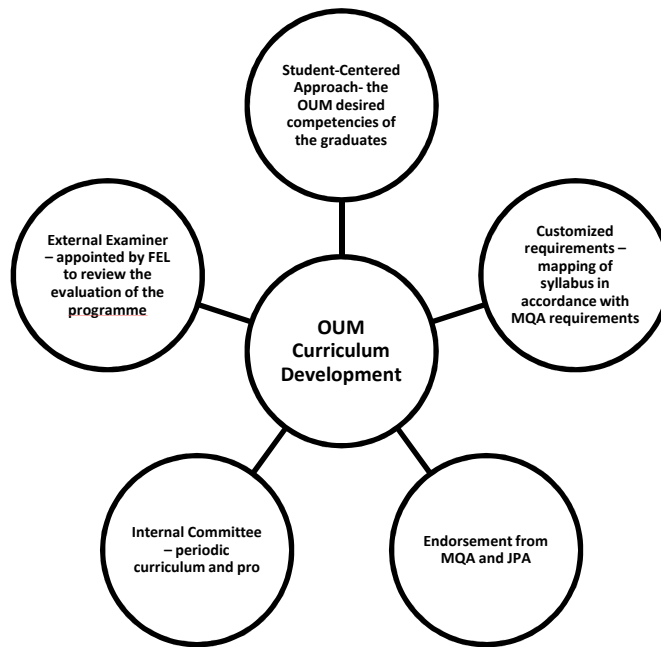 Student-Centered
Approach- the
OUM desired
competencies of
the graduates
External Examiner
– appointed by FEL
to review the
evaluation of the
programme
Customized
requirements –
mapping of
syllabus in
accordance with
MQA requirements
OUM
Curriculum
Development
Internal Committee
– periodic
curriculum and pro
Endorsement from
MQA and JPA